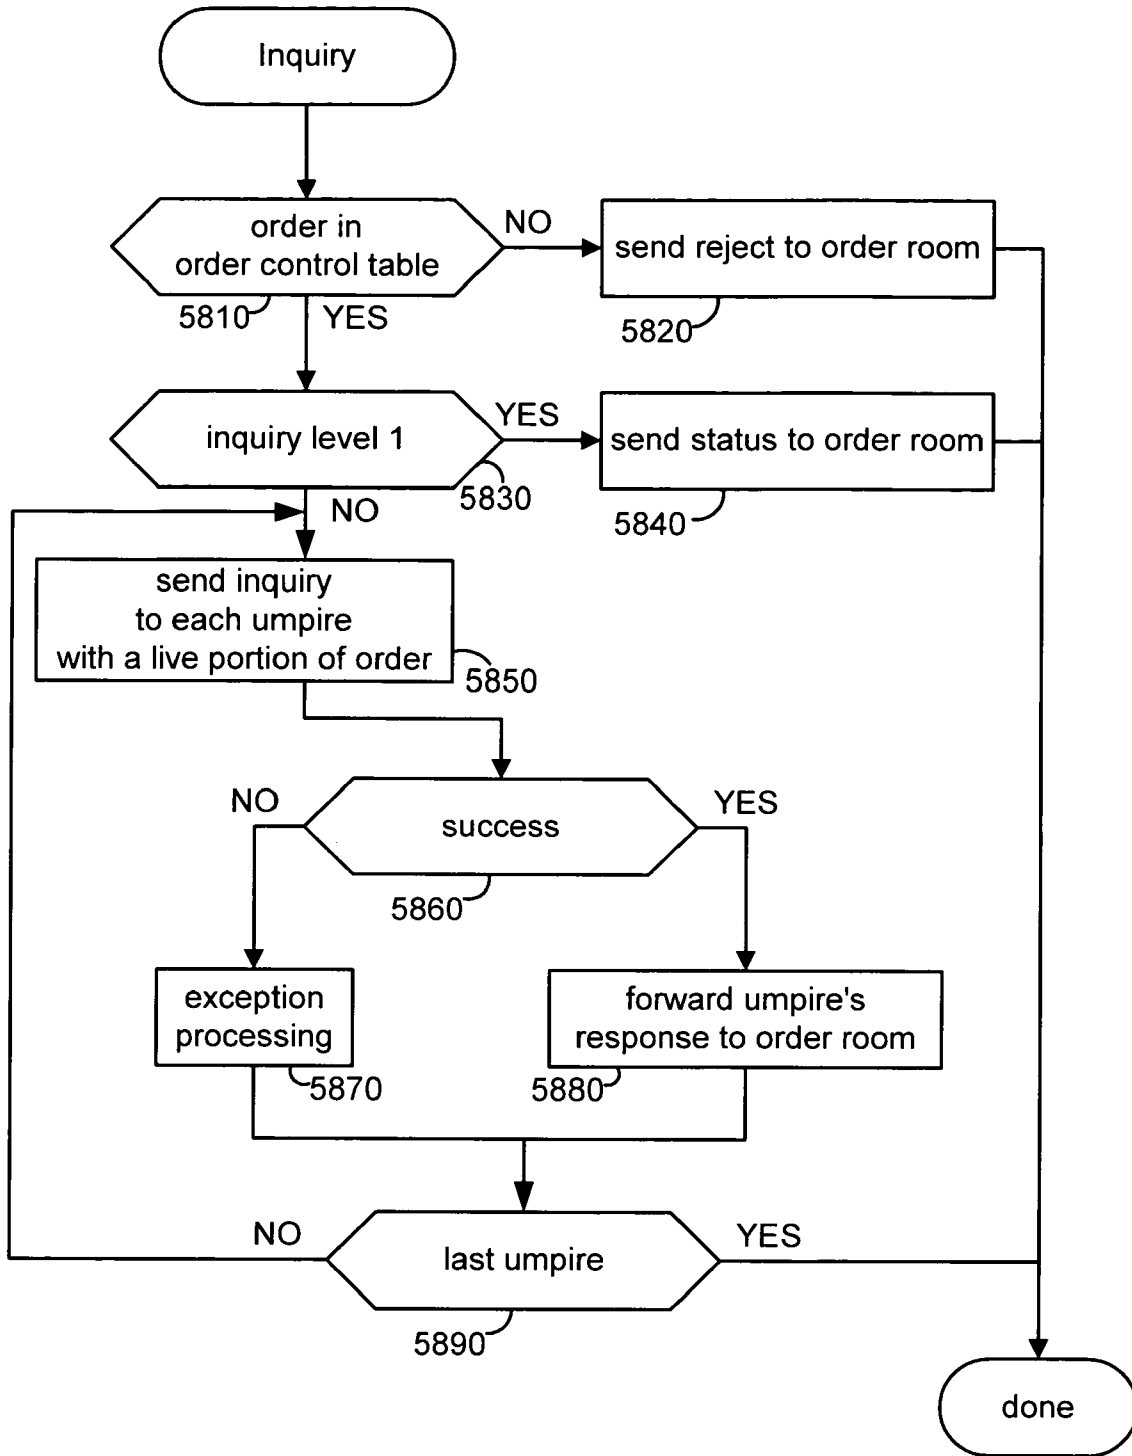 Inquiry
order in
order control table
NO
send reject to order room
5810
YES
5820
inquiry level 1
YES
send status to order room
5830
NO
5840
send inquiry
to each umpire
with a live portion of order
5850
NO
success
YES
5860
exception
processing
forward umpire's
response to order room
5870
5880
NO
last umpire
YES
5890
done